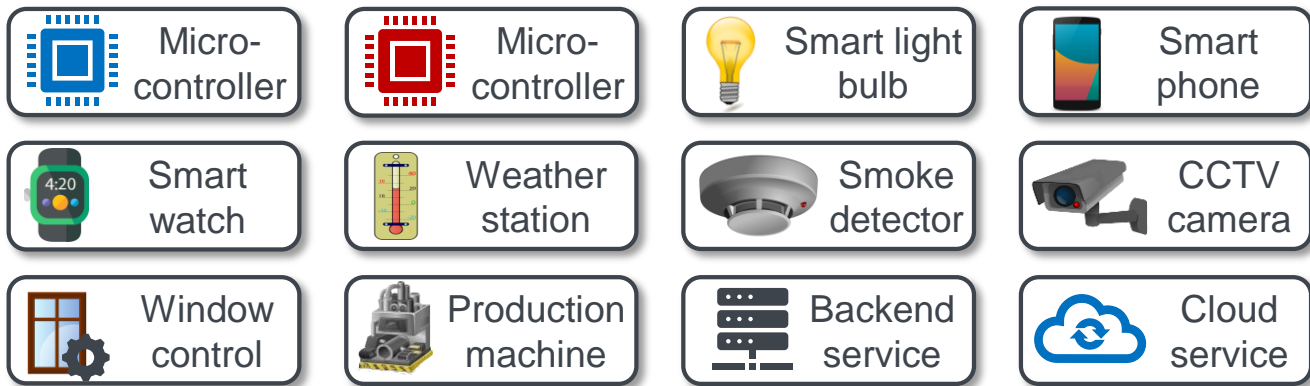 Micro-
controller
Micro-
controller
Smart light
bulb
Smart
phone
4:20
Smart
watch
Weather
station
Smoke
detector
CCTV
camera
Window
control
Production
machine
Backend
service
Cloud
service